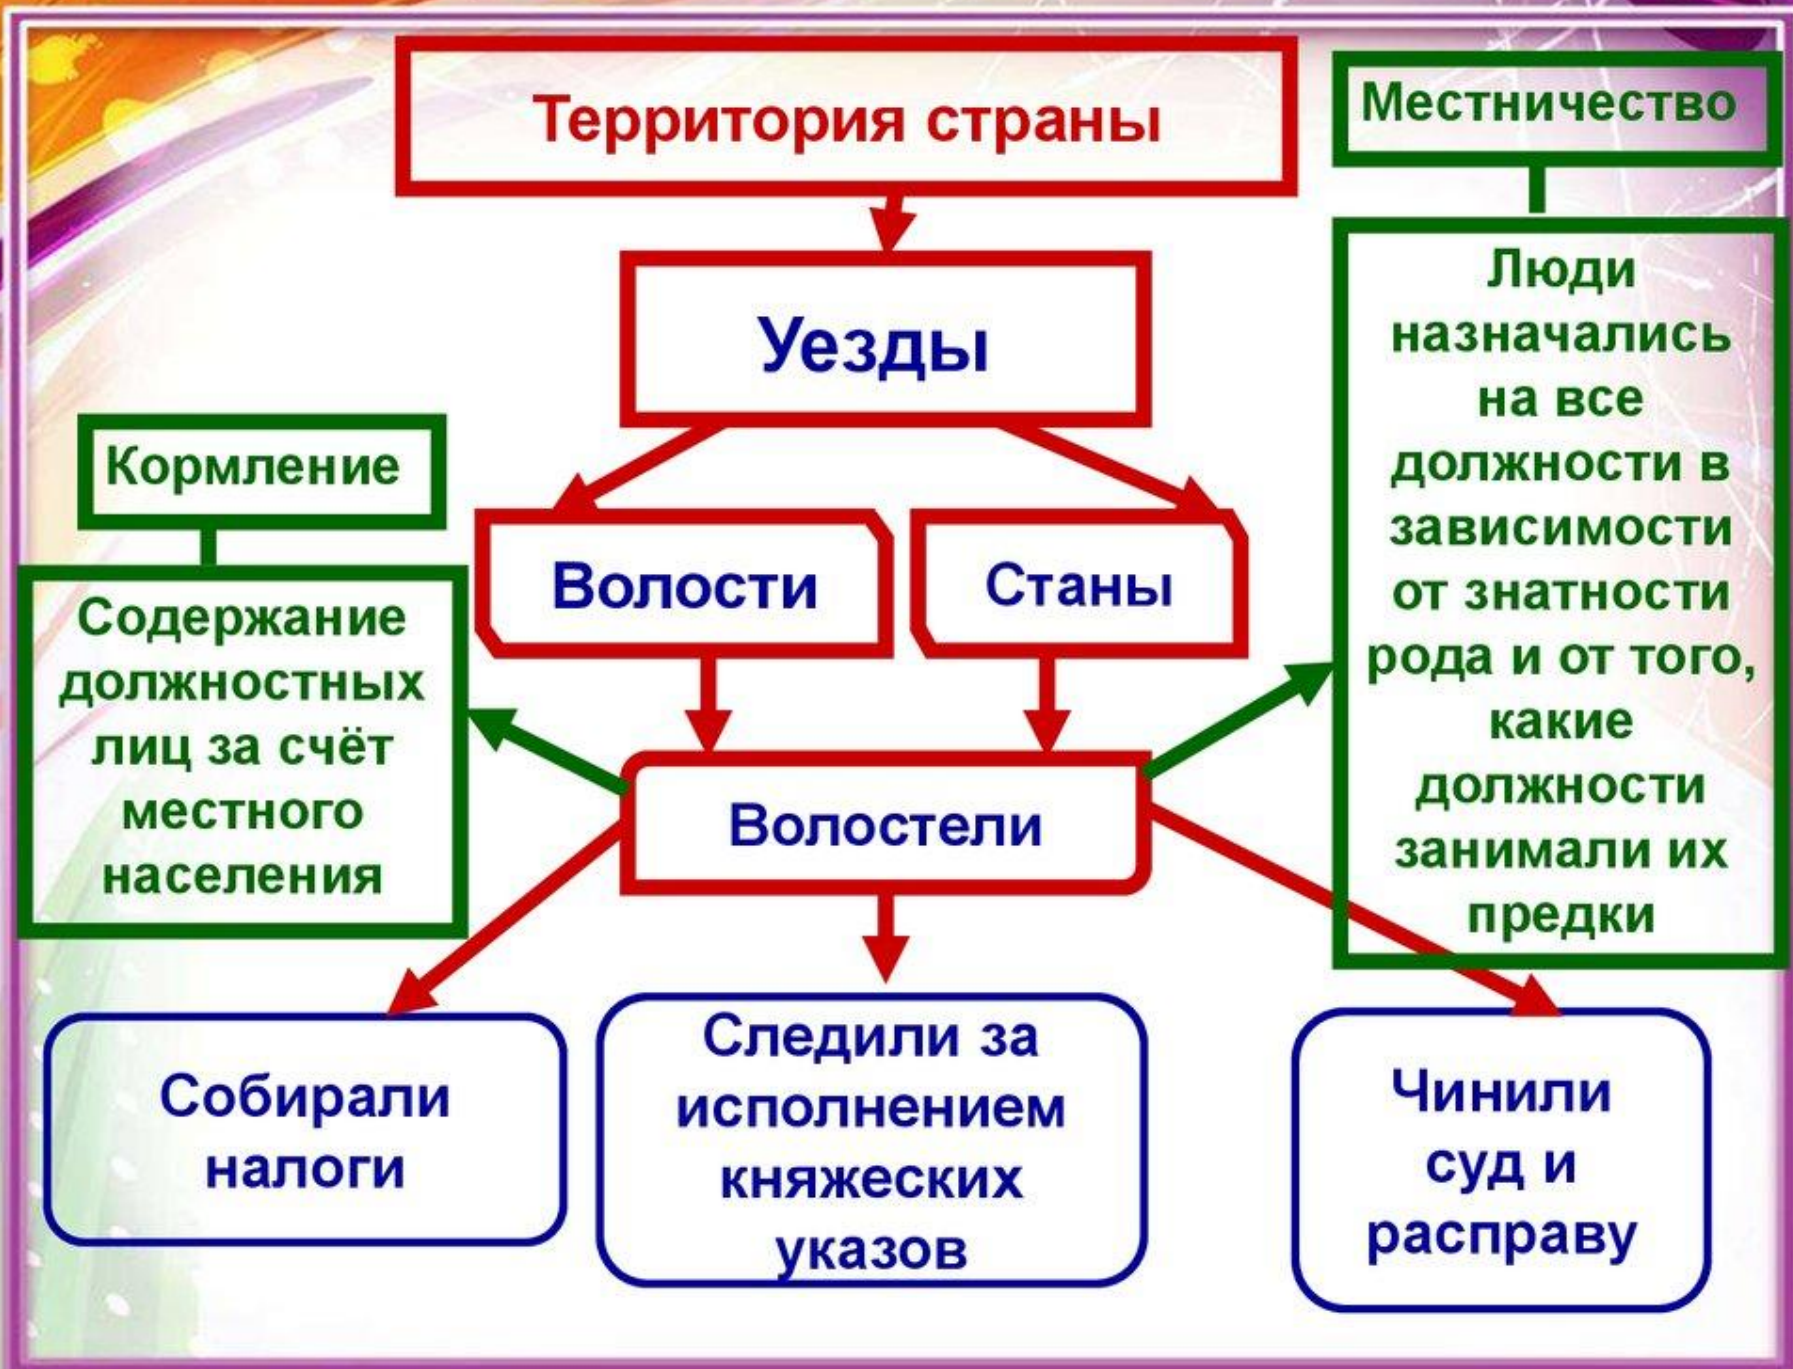 Территория страны
Местничество
Уезды
Люди
назначались
на все
должности в
зависимости
от знатности
рода и от того,
какие
должности
занимали их
предки
Кормление
Содержание
должностных
лиц за счёт
местного
населения
Волости
Станы
Волостели
Собирали
налоги
Следили за
исполнением
княжеских
указов
Чинили
суд и
расправу